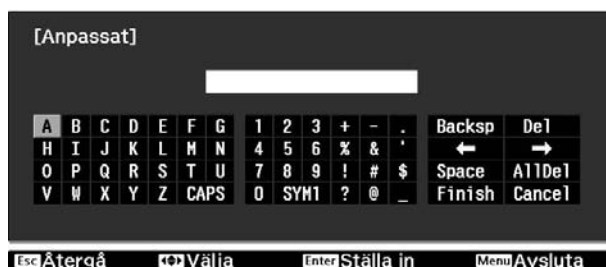 [Anpassat]
A B C D E F G 1 2 3 + - . Backsp Del
H I J K L M N 4 5 6 % & ' ← →
O P Q R S T U 7 8 9 ! # $ Space AllDel
V W X Y Z CAPS 0 SYM1 ? @ _ Finish Cancel
Esc Återgå Välja Enter Ställa in Menu Avsluta